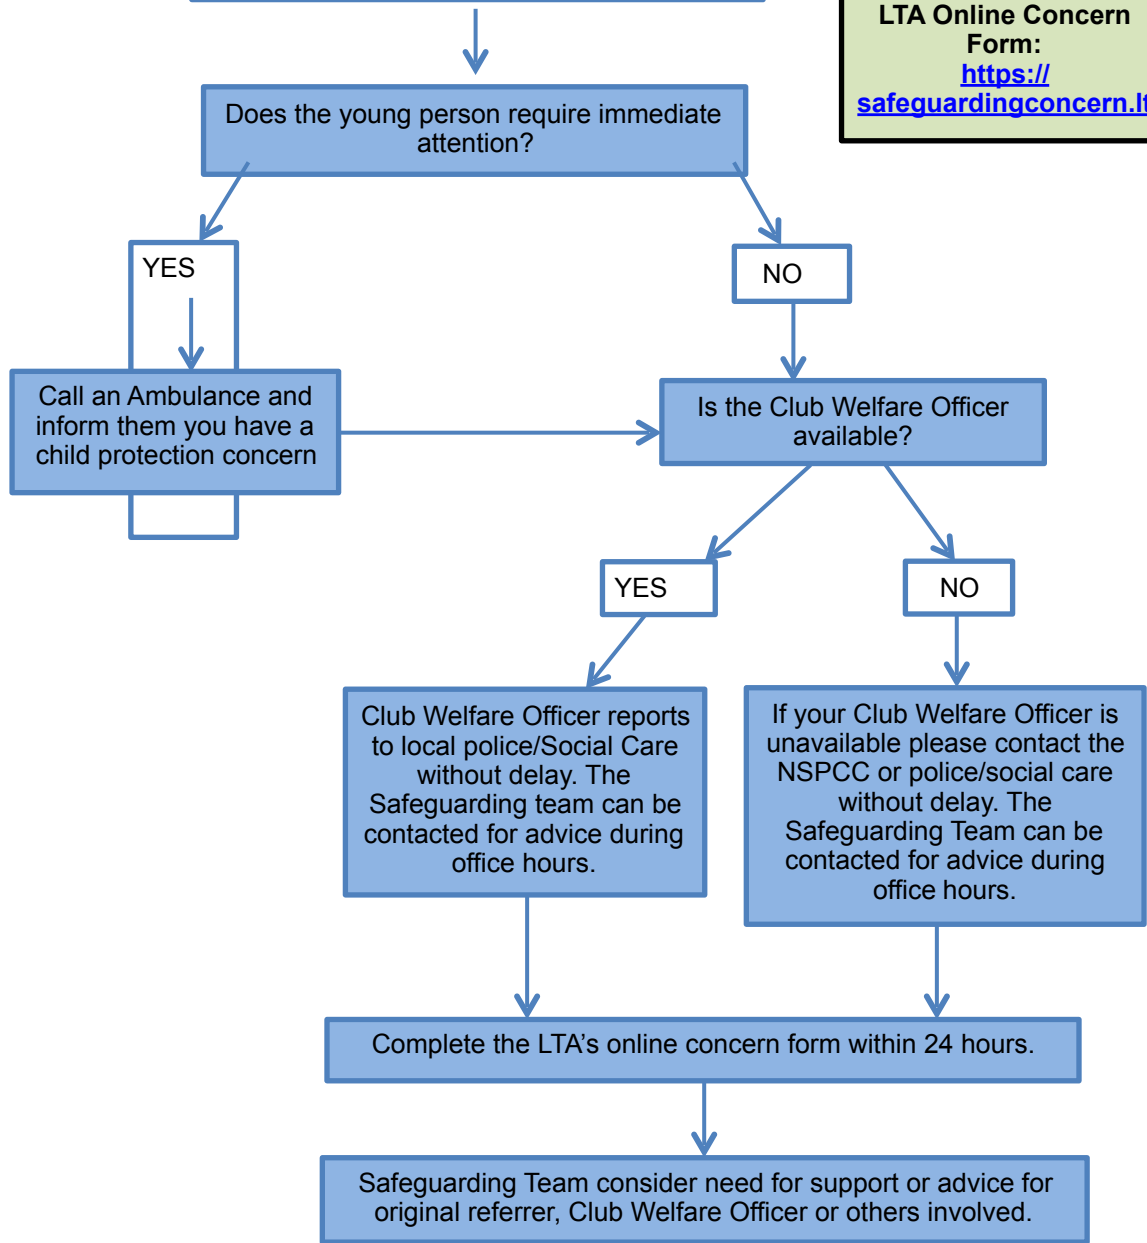 LTA Online Concern
Form:
https://
safeguardingconcern.lt
Does the young person require immediate
attention?
YES
NO
Call an Ambulance and
inform them you have a
child protection concern
Is the Club Welfare Officer
available?
YES
NO
Club Welfare Officer reports
to local police/Social Care
without delay. The
Safeguarding team can be
contacted for advice during
office hours.
If your Club Welfare Officer is
unavailable please contact the
NSPCC or police/social care
without delay. The
Safeguarding Team can be
contacted for advice during
office hours.
Complete the LTA’s online concern form within 24 hours.
Safeguarding Team consider need for support or advice for
original referrer, Club Welfare Officer or others involved.